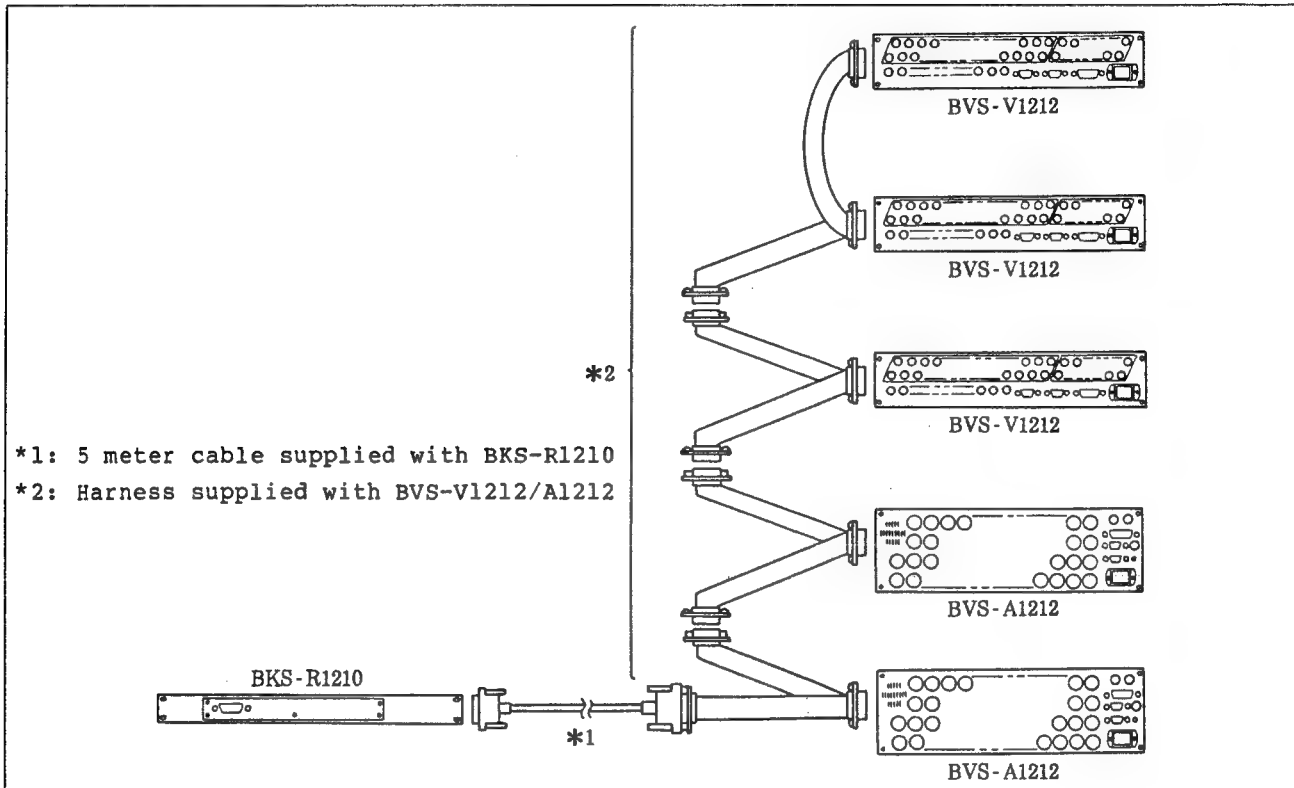 BVS-V1212
BVS-V1212
*2
BVS-V1212
*1: 5 meter cable supplied with BKS-R1210
*2: Harness supplied with BVS-V1212/A1212
BVS-A1212
BKS-R1210
*1
BVS-A1212